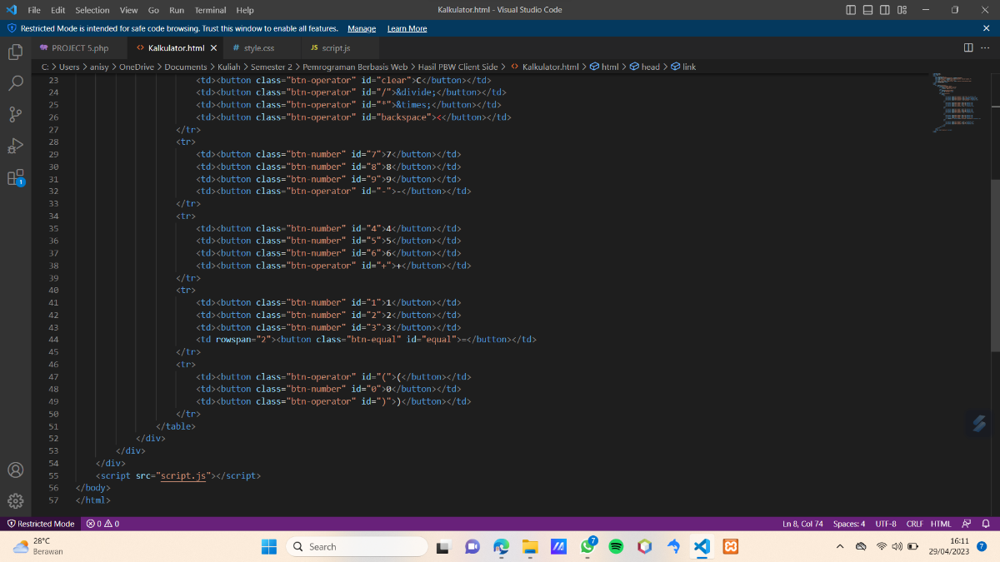 File Edit Selection View Go Run Terminal Help Kalkulator.html - Visual Studio Code
Restricted Mode is intended for safe code browsing. Trust this window to enable all features. Manage Learn More
PROJECT 5.php <> Kalkulator.html # style.css JS script.js
C: > Users > anisy > OneDrive > Documents > Kuliah > Semester 2 > Pemrograman Berbasis Web > Hasil PBW Client Side > <> Kalkulator.html > html > head > link
23 <td><button class="btn-operator" id="clear">C</button></td>
24 <td><button class="btn-operator" id="/">&divide;</button></td>
25 <td><button class="btn-operator" id="*">&times;</button></td>
26 <td><button class="btn-operator" id="backspace"><</button></td>
27 </tr>
28 <tr>
29 <td><button class="btn-number" id="7">7</button></td>
30 <td><button class="btn-number" id="8">8</button></td>
31 <td><button class="btn-number" id="9">9</button></td>
32 <td><button class="btn-operator" id="-">-</button></td>
33 </tr>
34 <tr>
35 <td><button class="btn-number" id="4">4</button></td>
36 <td><button class="btn-number" id="5">5</button></td>
37 <td><button class="btn-number" id="6">6</button></td>
38 <td><button class="btn-operator" id="+">+</button></td>
39 </tr>
40 <tr>
41 <td><button class="btn-number" id="1">1</button></td>
42 <td><button class="btn-number" id="2">2</button></td>
43 <td><button class="btn-number" id="3">3</button></td>
44 <td rowspan="2"><button class="btn-equal" id="equal">=</button></td>
45 </tr>
46 <tr>
47 <td><button class="btn-operator" id="(">(</button></td>
48 <td><button class="btn-number" id="0">0</button></td>
49 <td><button class="btn-operator" id=")">)</button></td>
50 </tr>
51 </table>
52 </div>
53 </div>
54 </div>
55 <script src="script.js"></script>
56 </body>
57 </html>
1
Restricted Mode 0 0 Ln 8, Col 74 Spaces: 4 UTF-8 CRLF HTML
28°C
Berawan
Search
7
16:11
29/04/2023
7